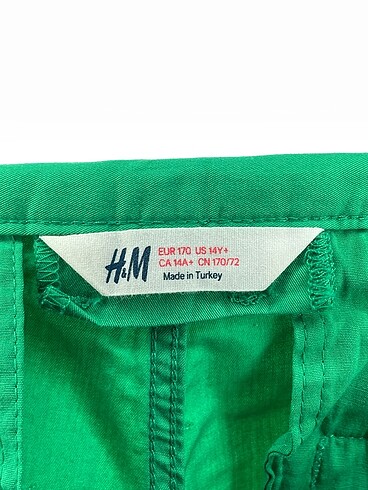 H&M
EUR 170 US 14Y+
CA 14A+ CN 170/72
Made in Turkey